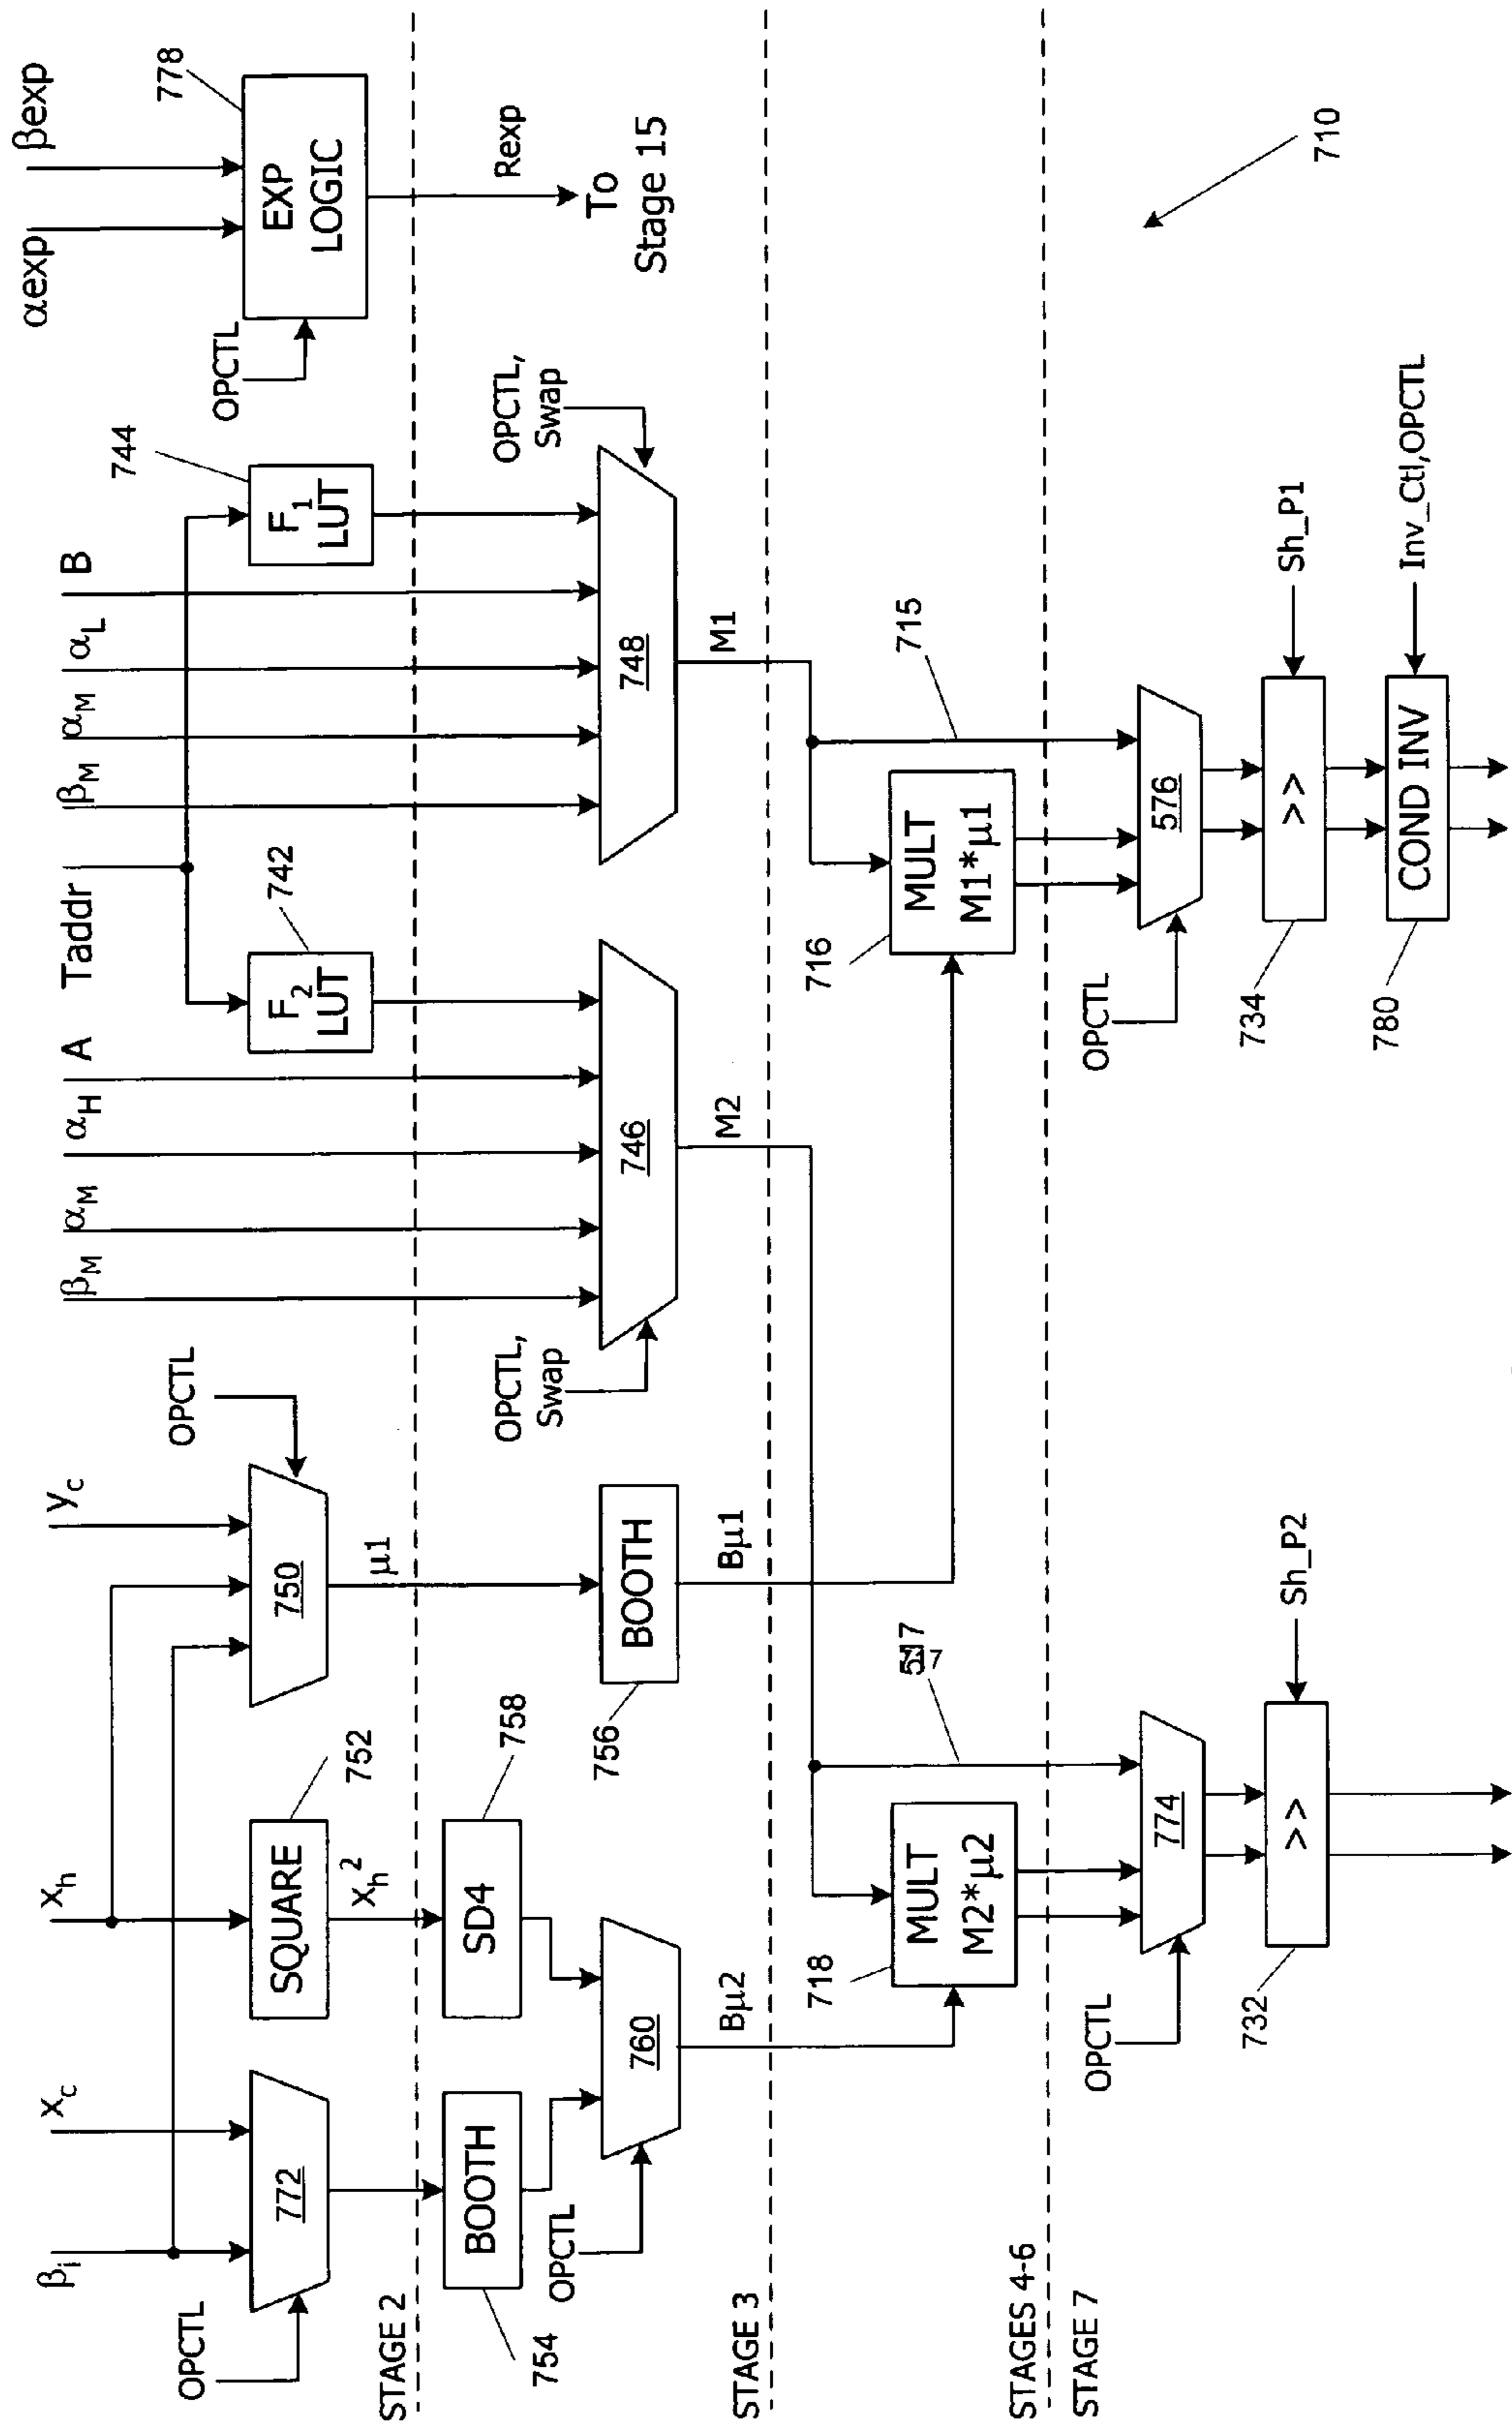 βi
Xc
Xh
yc
βM
αM
αH
A
Taddr
βM
αM
αL
B
αexp
βexp
OPCTL
772
SQUARE
752
750
OPCTL
F2
LUT
742
F1
LUT
744
OPCTL
EXP
LOGIC
778
STAGE 2
Xh2
μ1
Rexp
To
Stage 15
BOOTH
754
SD4
758
OPCTL
760
BOOTH
756
OPCTL,
Swap
746
748
OPCTL,
Swap
STAGE 3
Bμ2
Bμ1
M2
M1
718
MULT
M2*μ2
716
MULT
M1*μ1
715
STAGES 4-6
STAGE 7
OPCTL
774
OPCTL
576
732
>>
Sh_P2
734
>>
Sh_P1
780
COND INV
Inv_Ctl,OPCTL
710